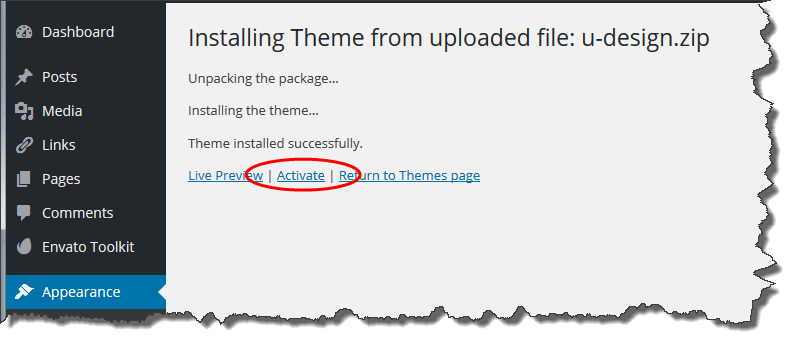 Dashboard
Posts
Media
Links
Pages
Comments
Envato Toolkit
Appearance
Installing Theme from uploaded file: u-design.zip
Unpacking the package...
Installing the theme...
Theme installed successfully.
Live Preview | Activate | Return to Themes page